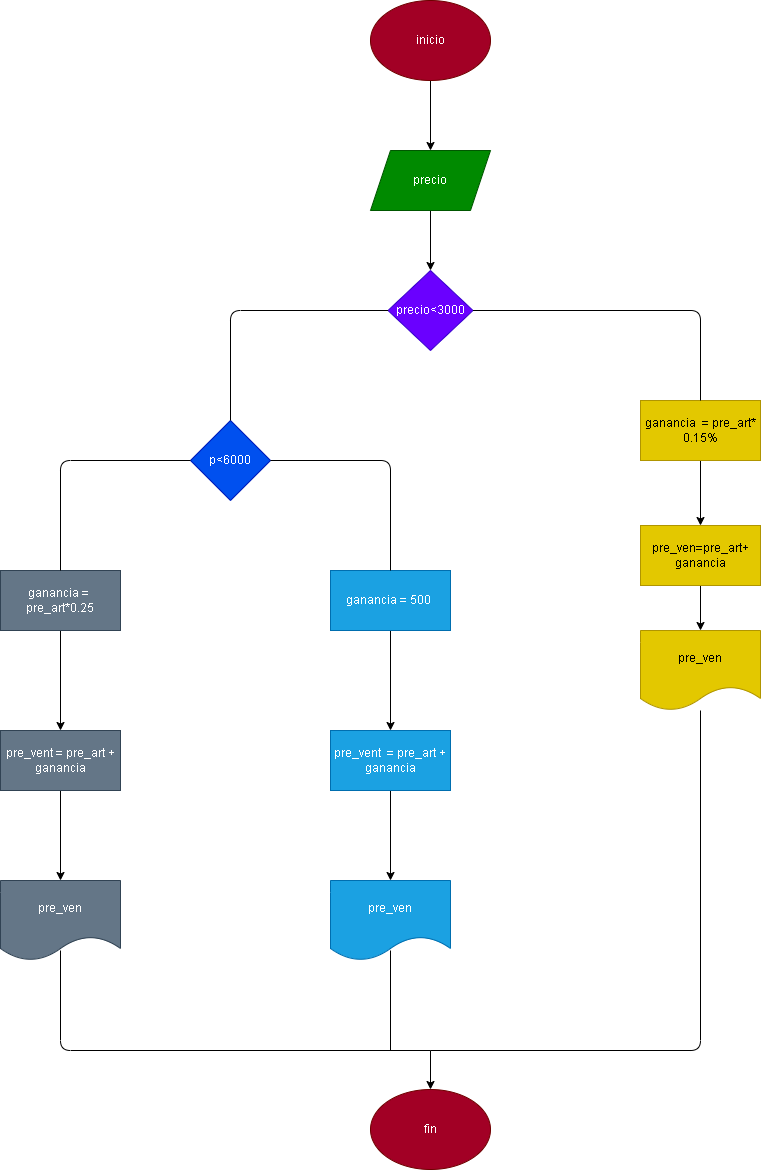 inicio
precio
precio<3000
ganancia = pre_art*
0.15%
p<6000
pre_ven=pre_art+
ganancia
ganancia =
pre_art*0.25
ganancia = 500
pre_ven
pre_vent = pre_art +
ganancia
pre_vent = pre_art +
ganancia
pre_ven
pre_ven
fin